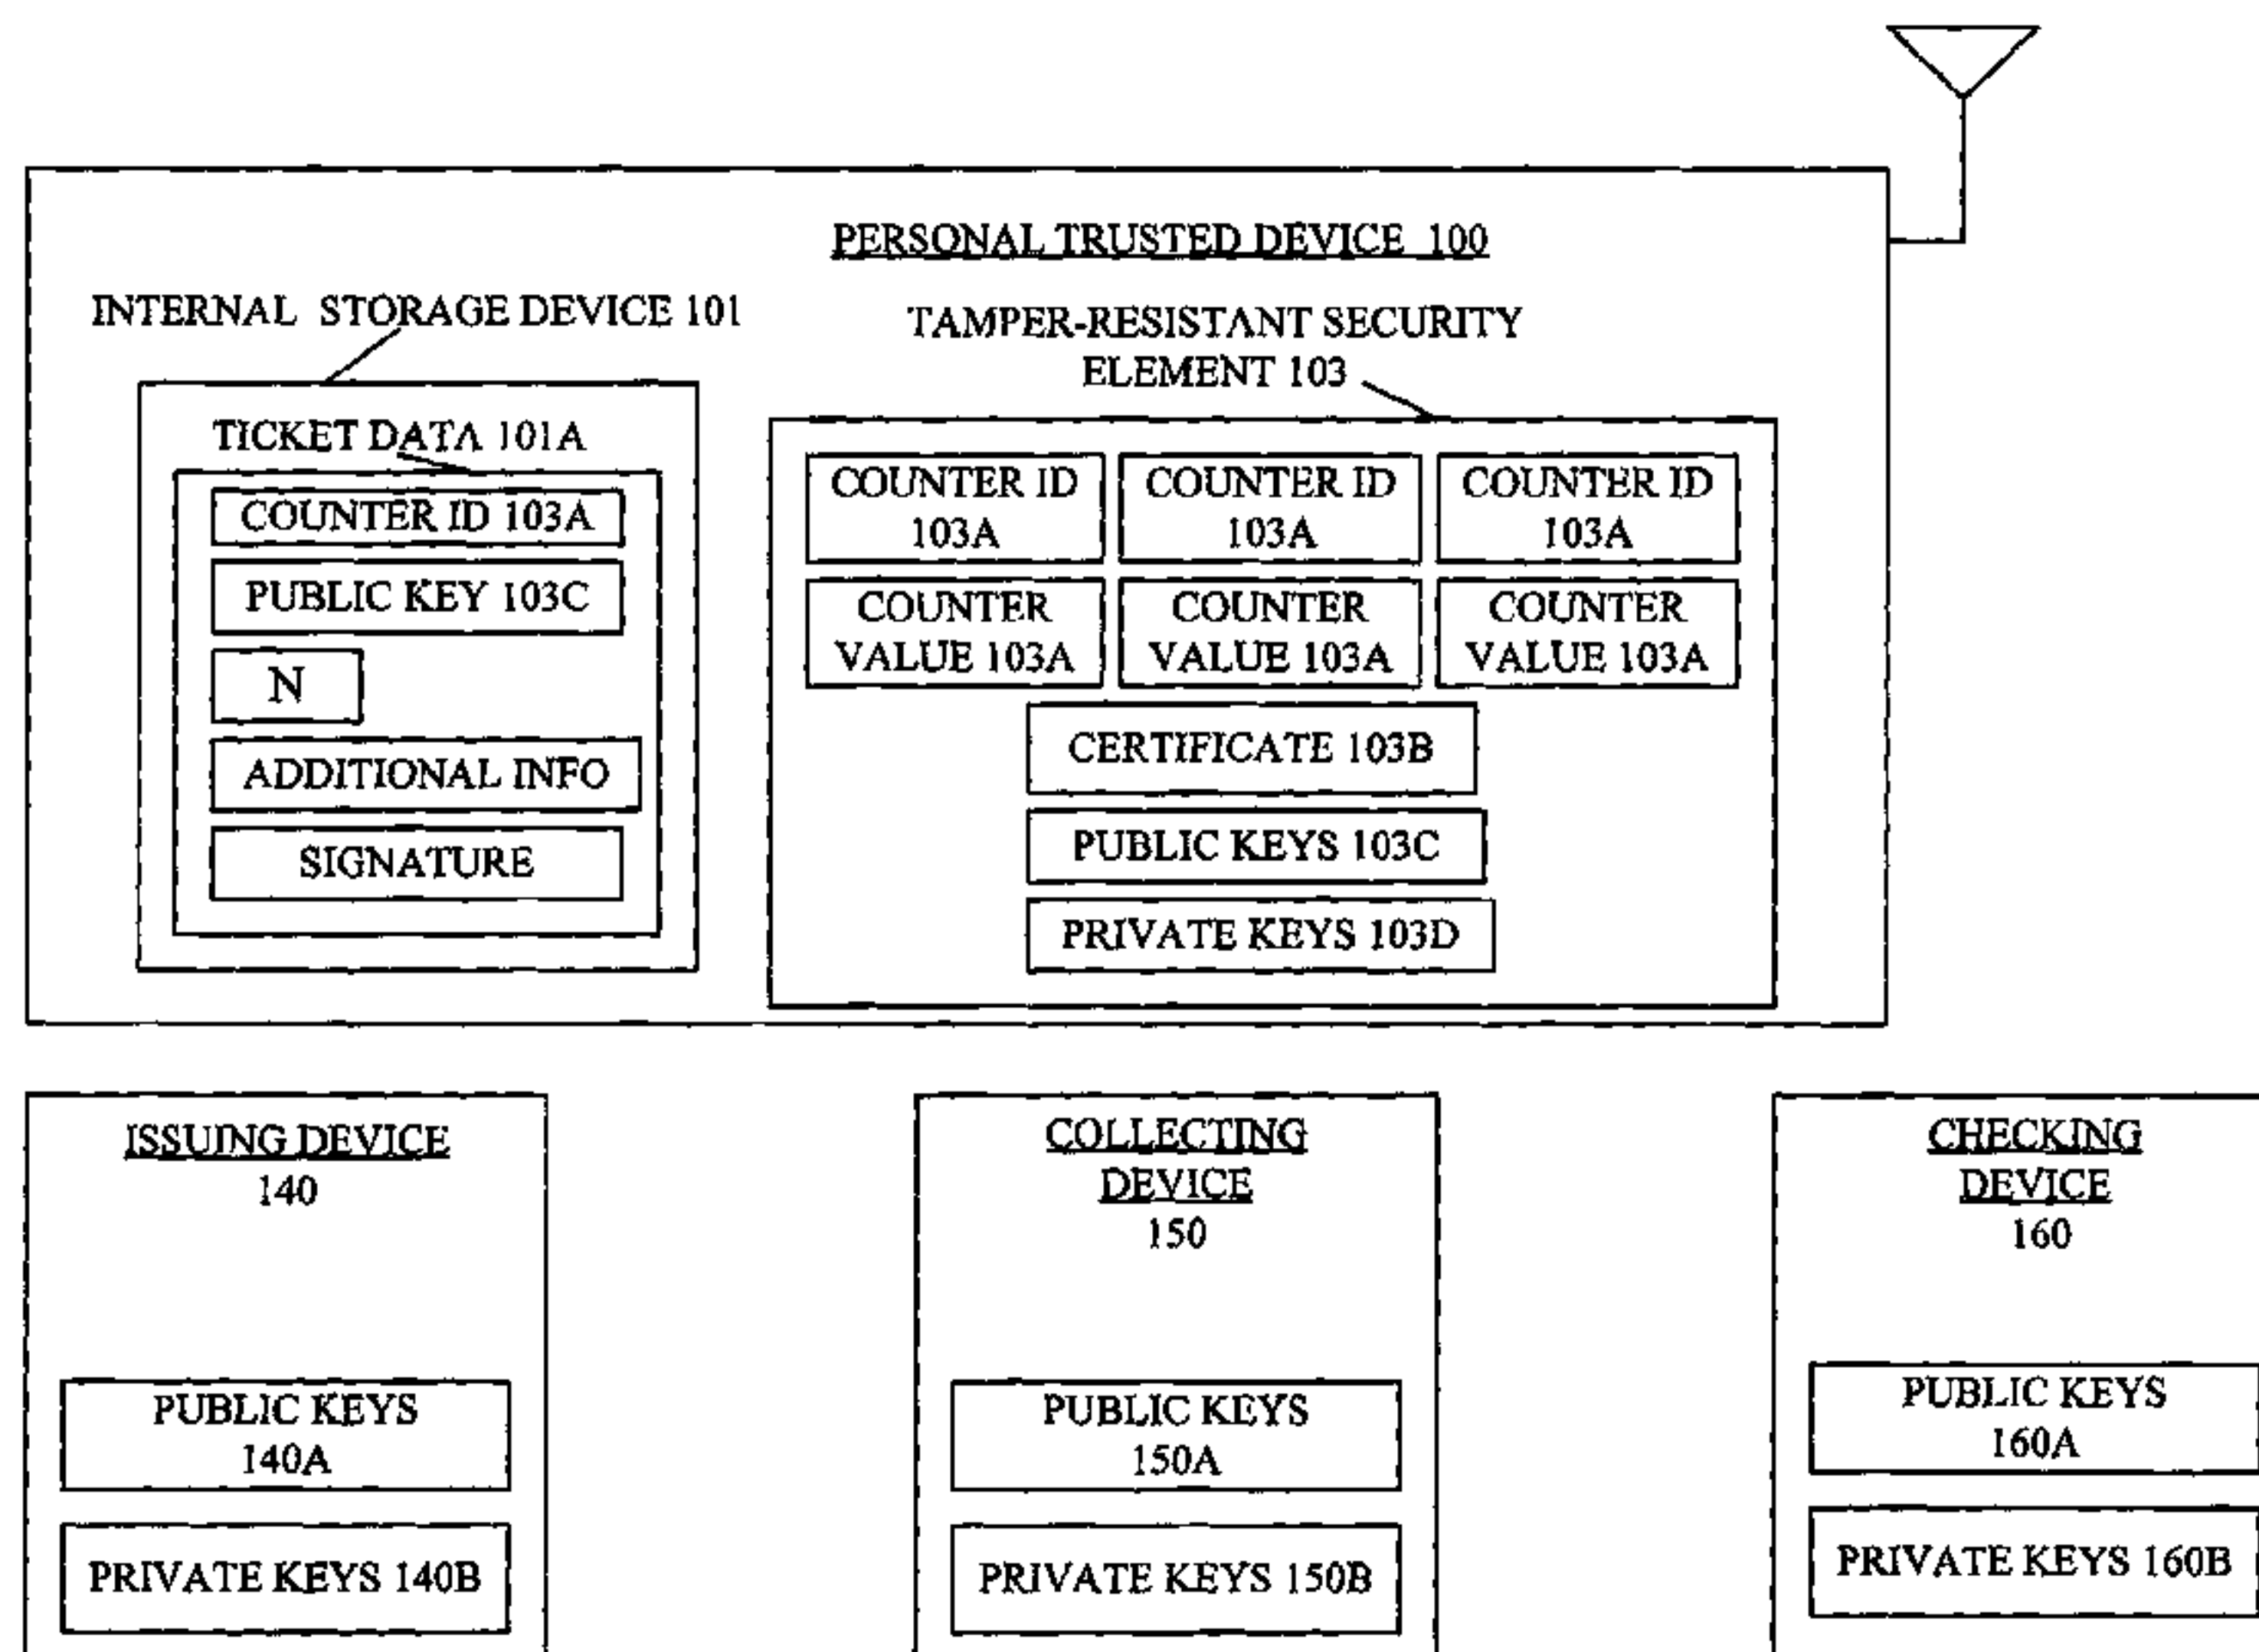 PERSONAL TRUSTED DEVICE 100
INTERNAL STORAGE DEVICE 101
TICKET DATA 101A
COUNTER ID 103A
PUBLIC KEY 103C
N
ADDITIONAL INFO
SIGNATURE
TAMPER-RESISTANT SECURITY
ELEMENT 103
COUNTER ID
103A
COUNTER ID
103A
COUNTER ID
103A
COUNTER
VALUE 103A
COUNTER
VALUE 103A
COUNTER
VALUE 103A
CERTIFICATE 103B
PUBLIC KEYS 103C
PRIVATE KEYS 103D
ISSUING DEVICE
140
PUBLIC KEYS
140A
PRIVATE KEYS 140B
COLLECTING
DEVICE
150
PUBLIC KEYS
150A
PRIVATE KEYS 150B
CHECKING
DEVICE
160
PUBLIC KEYS
160A
PRIVATE KEYS 160B